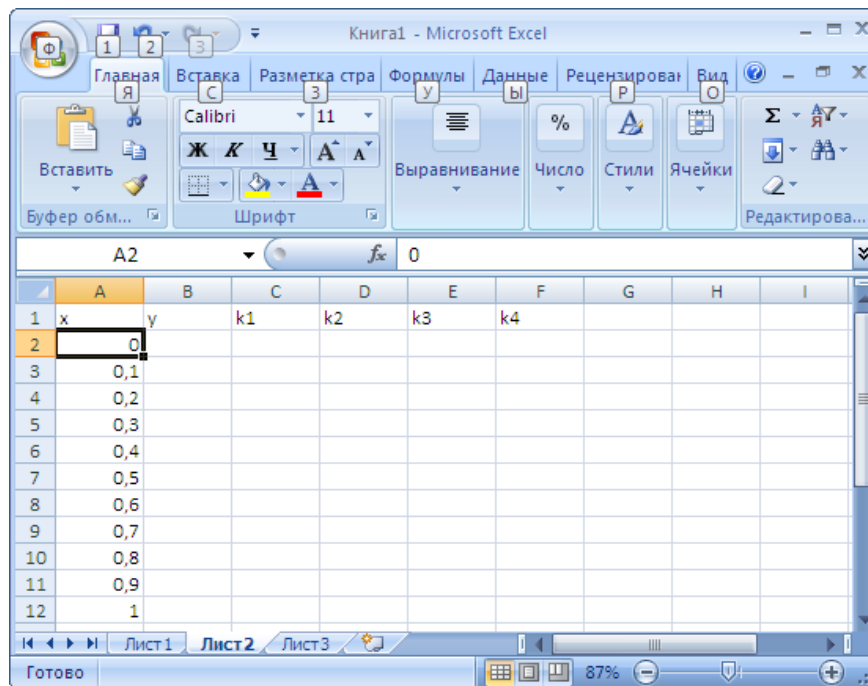 Книга1 - Microsoft Excel
Ф 1 2 3
Главная Вставка Разметка стра Формулы Данные Рецензирован Вид
Я С З У Ы Р О
Calibri 11 % Σ
Вставить Ж К Ч А А Выравнивание Число Стили Ячейки
Буфер обм... Шрифт Редактирова...
A2 fx 0
A B C D E F G H I
1 x y k1 k2 k3 k4
2 0
3 0,1
4 0,2
5 0,3
6 0,4
7 0,5
8 0,6
9 0,7
10 0,8
11 0,9
12 1
Лист1 Лист2 Лист3
Готово 87%